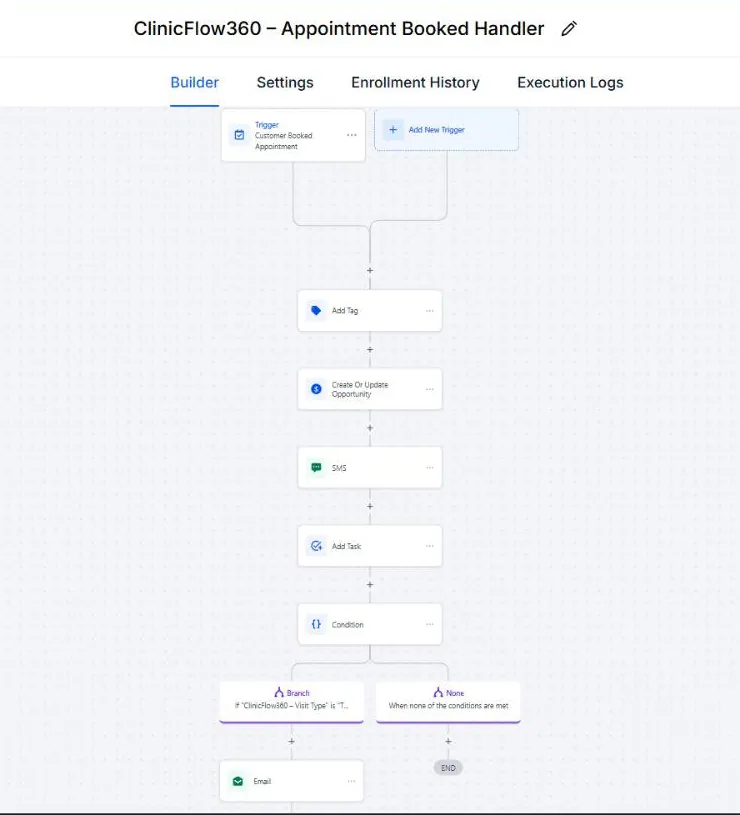 ClinicFlow360 – Appointment Booked Handler
Builder Settings Enrollment History Execution Logs
Trigger
Customer Booked
Appointment
Add New Trigger
Add Tag
Create Or Update
Opportunity
SMS
Add Task
Condition
Branch
If "ClinicFlow360 – Visit Type" is "T...
None
When none of the conditions are met
END
Email